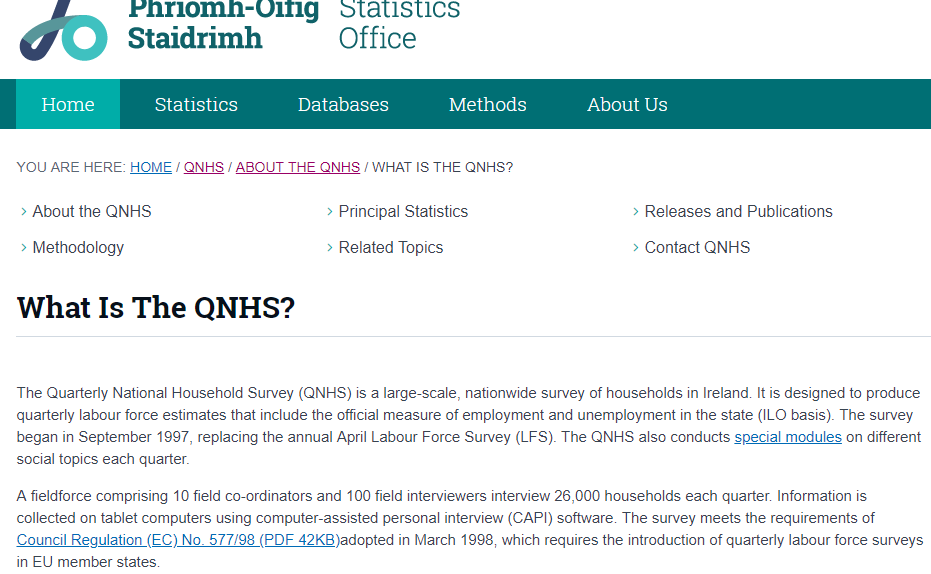 Phríomh-Oifig Statistics
Staidrimh Office
Home Statistics Databases Methods About Us
YOU ARE HERE: HOME / QNHS / ABOUT THE QNHS / WHAT IS THE QNHS?
› About the QNHS › Principal Statistics › Releases and Publications
› Methodology › Related Topics › Contact QNHS
What Is The QNHS?
The Quarterly National Household Survey (QNHS) is a large-scale, nationwide survey of households in Ireland. It is designed to produce
quarterly labour force estimates that include the official measure of employment and unemployment in the state (ILO basis). The survey
began in September 1997, replacing the annual April Labour Force Survey (LFS). The QNHS also conducts special modules on different
social topics each quarter.
A fieldforce comprising 10 field co-ordinators and 100 field interviewers interview 26,000 households each quarter. Information is
collected on tablet computers using computer-assisted personal interview (CAPI) software. The survey meets the requirements of
Council Regulation (EC) No. 577/98 (PDF 42KB)adopted in March 1998, which requires the introduction of quarterly labour force surveys
in EU member states.